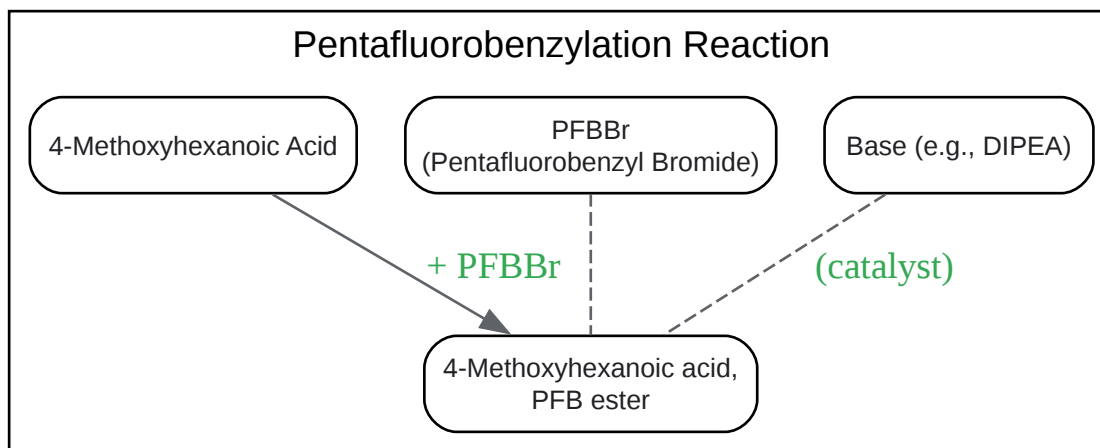 Pentafluorobenzylation Reaction
4-Methoxyhexanoic Acid
PFBBr
(Pentafluorobenzyl Bromide)
Base (e.g., DIPEA)
+ PFBBr
(catalyst)
4-Methoxyhexanoic acid,
PFB ester